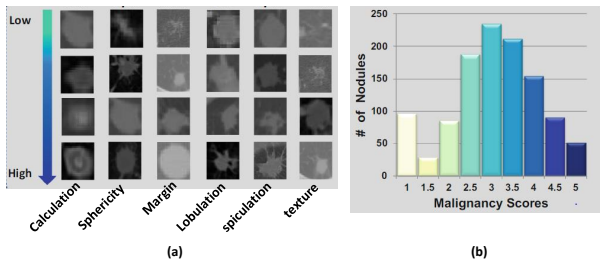 Low
High
Calculation
Sphericity
Margin
Lobulation
spiculation
texture
(a)
# of Nodules
250
200
150
100
50
0
1 1.5 2 2.5 3 3.5 4 4.5 5
Malignancy Scores
(b)